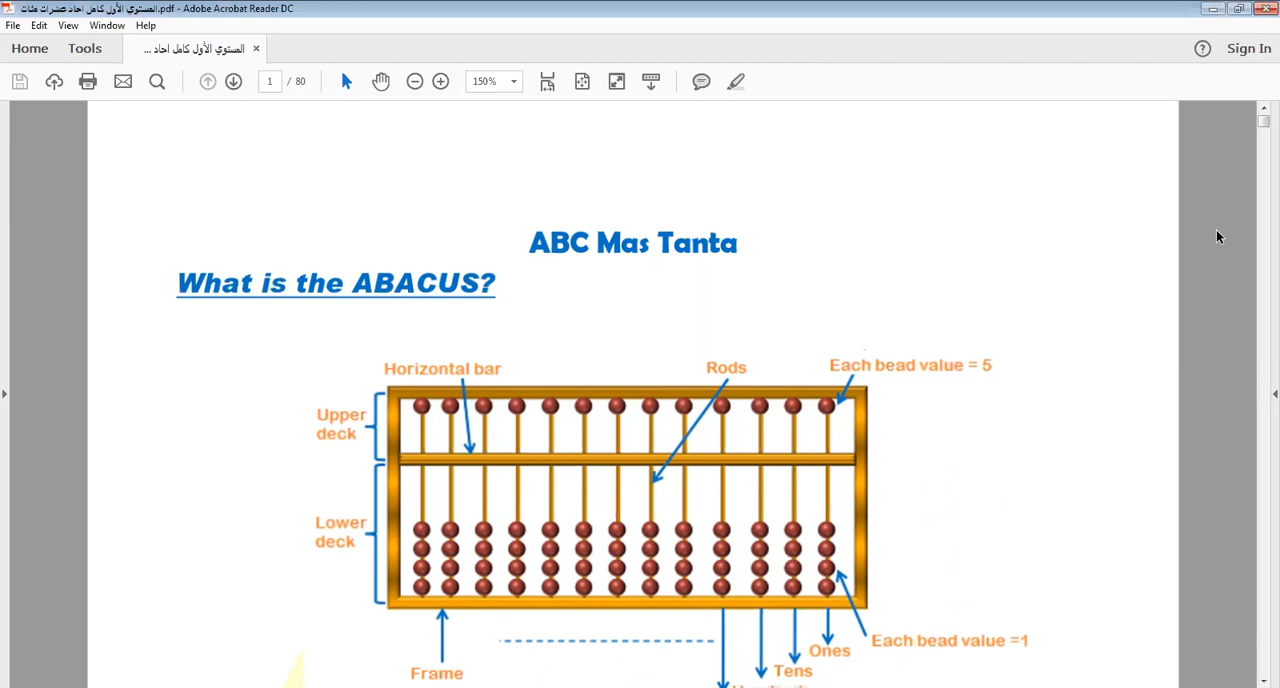 المستوي الأول كامل احاد عشرات مئات.pdf - Adobe Acrobat Reader DC
File Edit View Window Help
Home Tools المستوي الأول كامل احاد ... × ? Sign In
1 / 80 150%
ABC Mas Tanta
What is the ABACUS?
Horizontal bar
Rods
Each bead value = 5
Upper
deck
Lower
deck
Each bead value =1
Ones
Tens
Frame